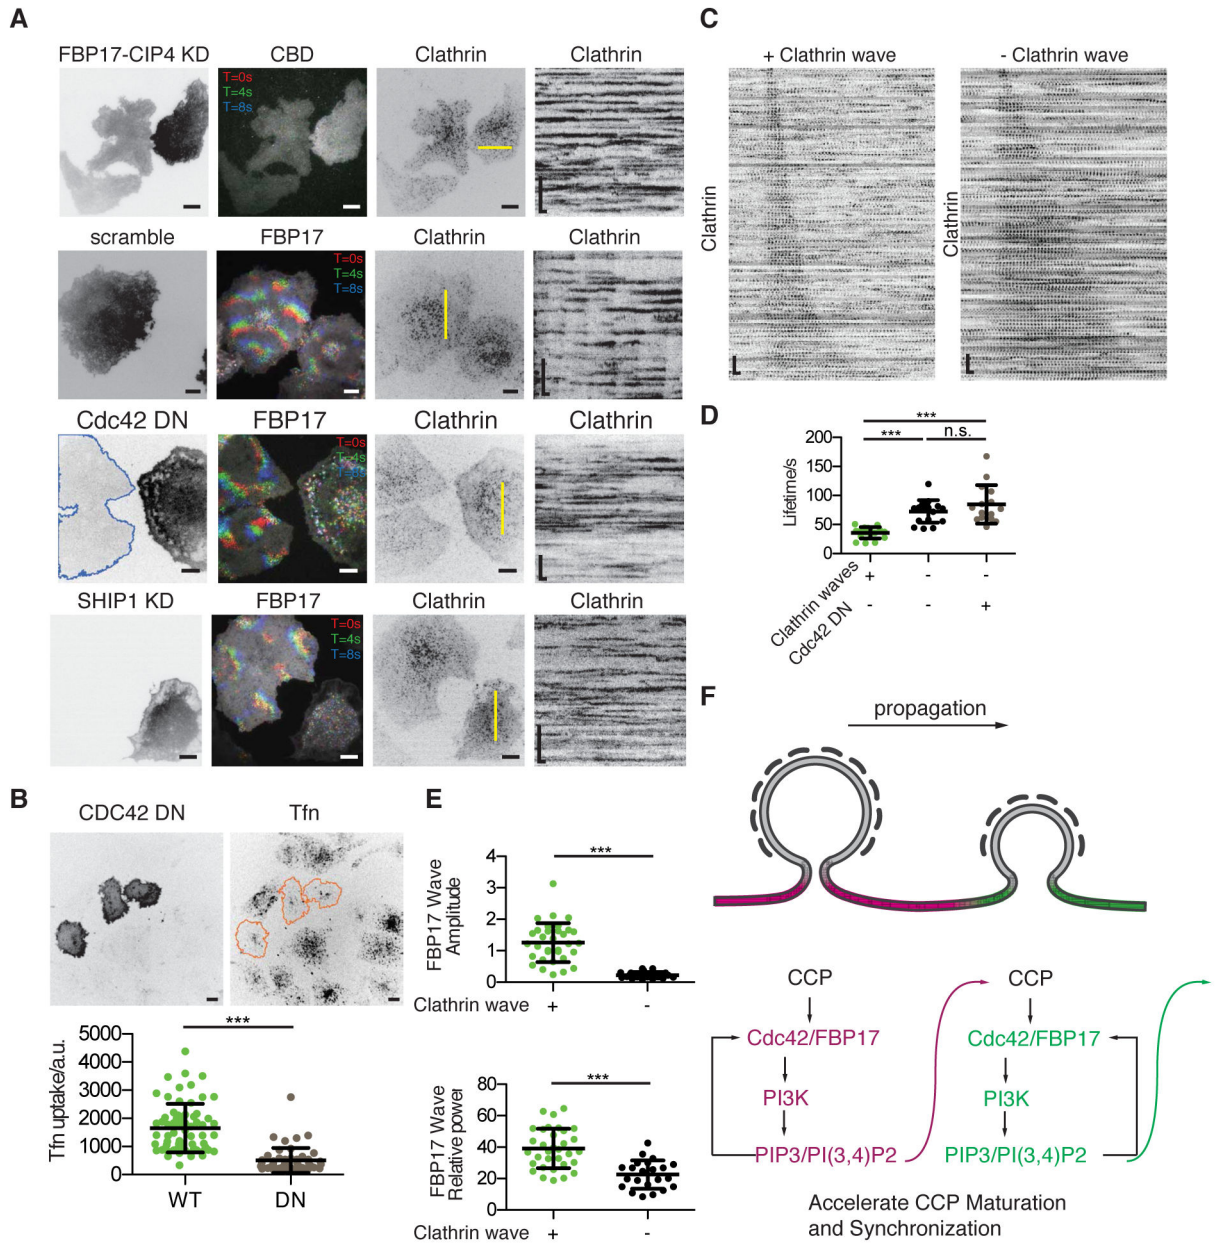 A
FBP17-CIP4 KD
CBD
Clathrin
Clathrin
T=0s
T=4s
T=8s
scramble
FBP17
Clathrin
Clathrin
T=0s
T=4s
T=8s
Cdc42 DN
FBP17
Clathrin
Clathrin
T=0s
T=4s
T=8s
SHIP1 KD
FBP17
Clathrin
Clathrin
T=0s
T=4s
T=8s
B
CDC42 DN
Tfn
Tfn uptake/a.u.
5000
4000
3000
2000
1000
0
***
WT
DN
C
+ Clathrin wave
- Clathrin wave
Clathrin
Clathrin
D
***
***
n.s.
Lifetime/s
200
150
100
50
0
Clathrin waves
+
-
-
Cdc42 DN
-
-
+
E
FBP17 Wave
Amplitude
4
3
2
1
0
***
Clathrin wave
+
-
FBP17 Wave
Relative power
80
60
40
20
0
***
Clathrin wave
+
-
F
propagation
CCP
CCP
Cdc42/FBP17
Cdc42/FBP17
PI3K
PI3K
PIP3/PI(3,4)P2
PIP3/PI(3,4)P2
Accelerate CCP Maturation
and Synchronization